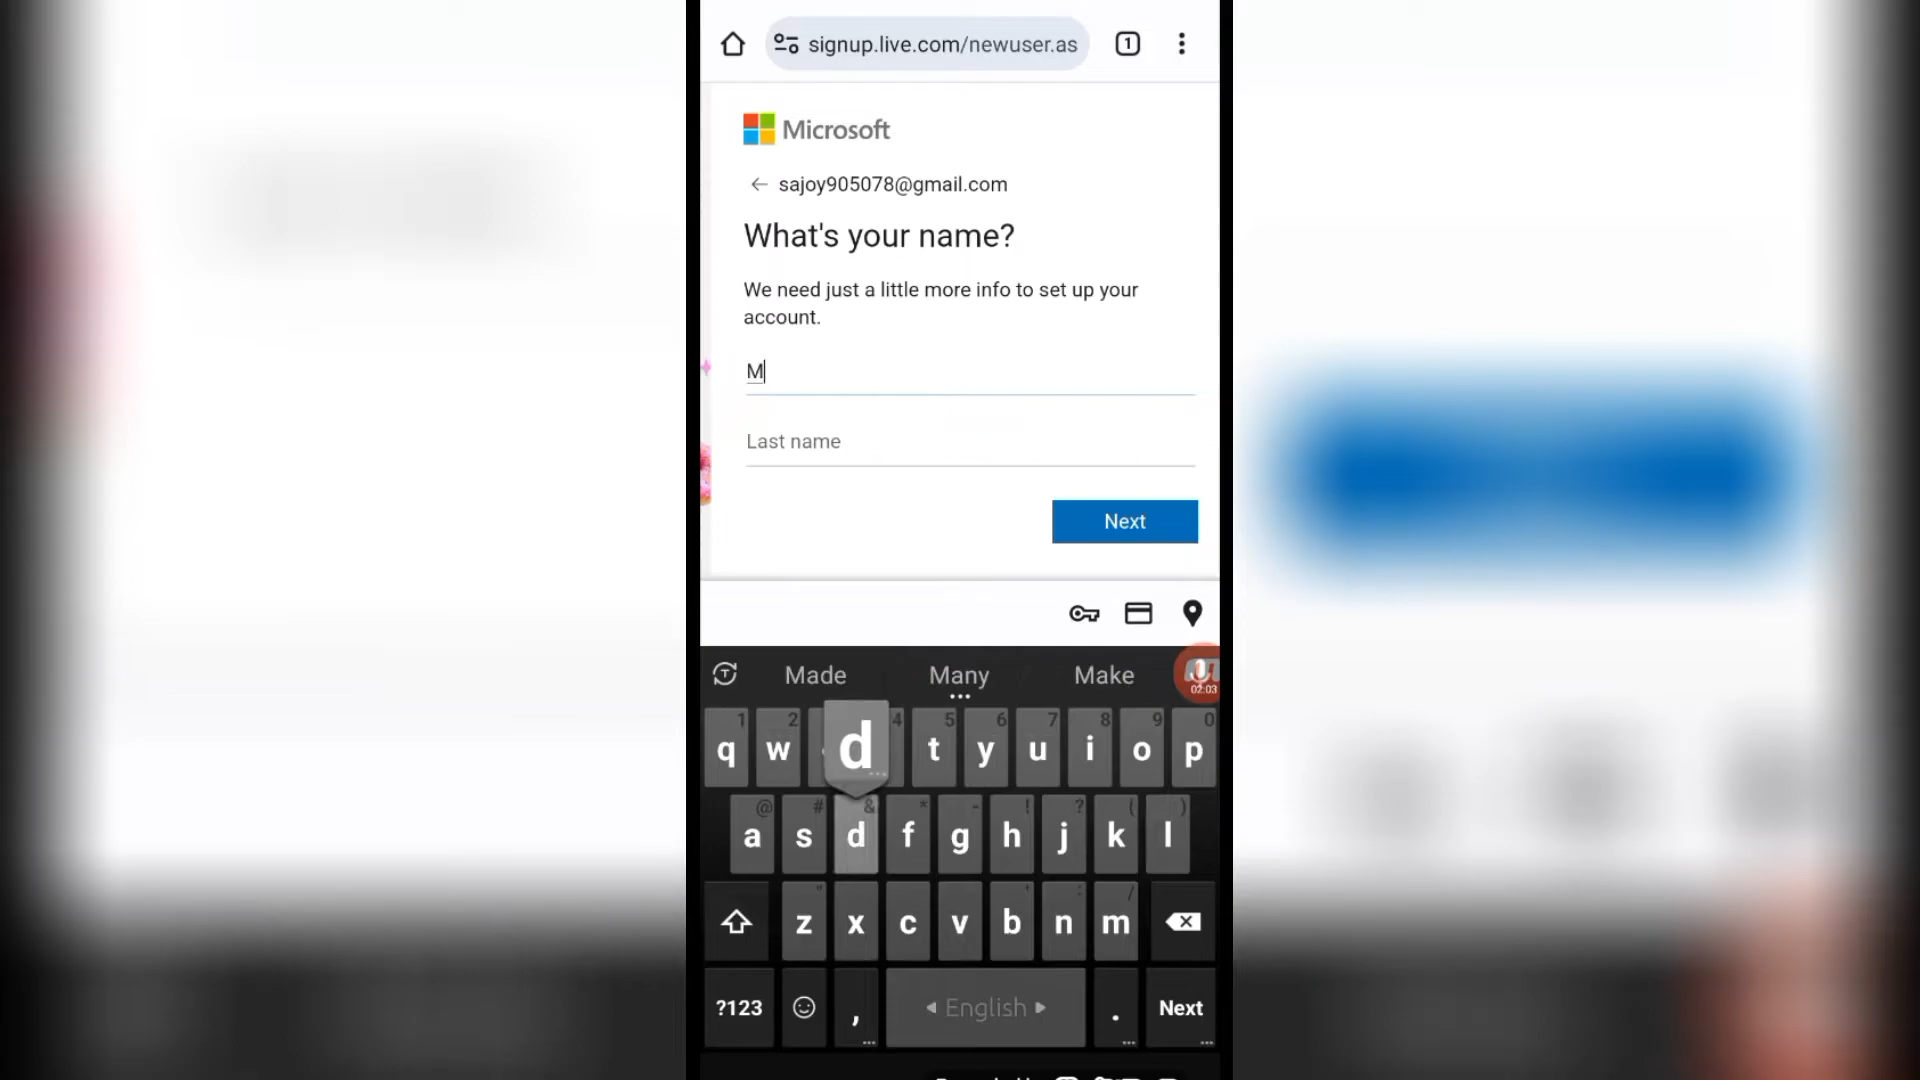 signup.live.com/newuser.as
1
Microsoft
← sajoy905078@gmail.com
What's your name?
We need just a little more info to set up your
account.
M
Last name
Next
Made Many Make
02:03
1 2 4 5 6 7 8 9 0
q w d t y u i o p
@ # & * - ! ? ( )
a s d f g h j k l
" ' : /
z x c v b n m
?123 , English . Next